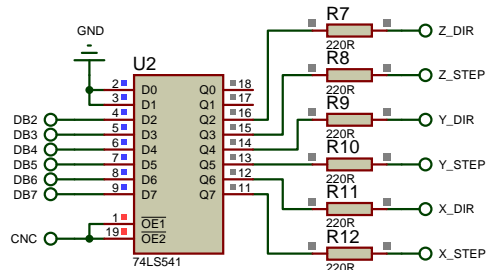 GND
U2
2 D0 Q0 18
3 D1 Q1 17
DB2 4 D2 Q2 16
DB3 5 D3 Q3 15
DB4 6 D4 Q4 14
DB5 7 D5 Q5 13
DB6 8 D6 Q6 12
DB7 9 D7 Q7 11
1 OE1
CNC 19 OE2
74LS541
R7
220R
Z_DIR
R8
220R
Z_STEP
R9
220R
Y_DIR
R10
220R
Y_STEP
R11
220R
X_DIR
R12
220R
X_STEP